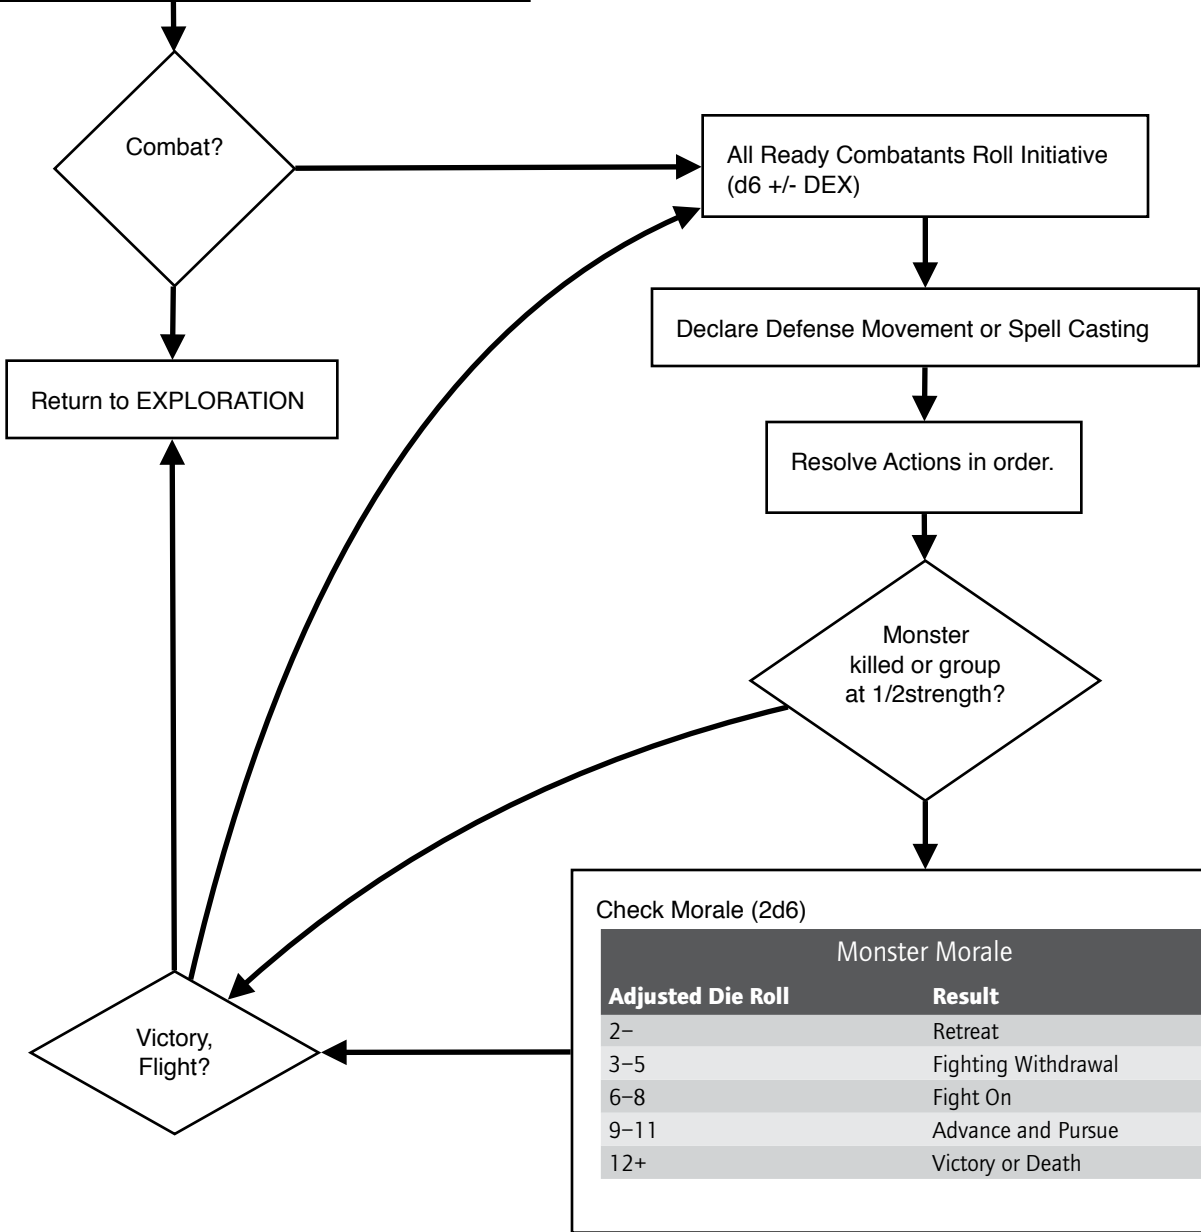 Combat?
All Ready Combatants Roll Initiative
(d6 +/- DEX)
Declare Defense Movement or Spell Casting
Return to EXPLORATION
Resolve Actions in order.
Monster
killed or group
at 1/2strength?
Check Morale (2d6)
Monster Morale
Adjusted Die Roll Result
2– Retreat
3–5 Fighting Withdrawal
6–8 Fight On
9–11 Advance and Pursue
12+ Victory or Death
Victory,
Flight?